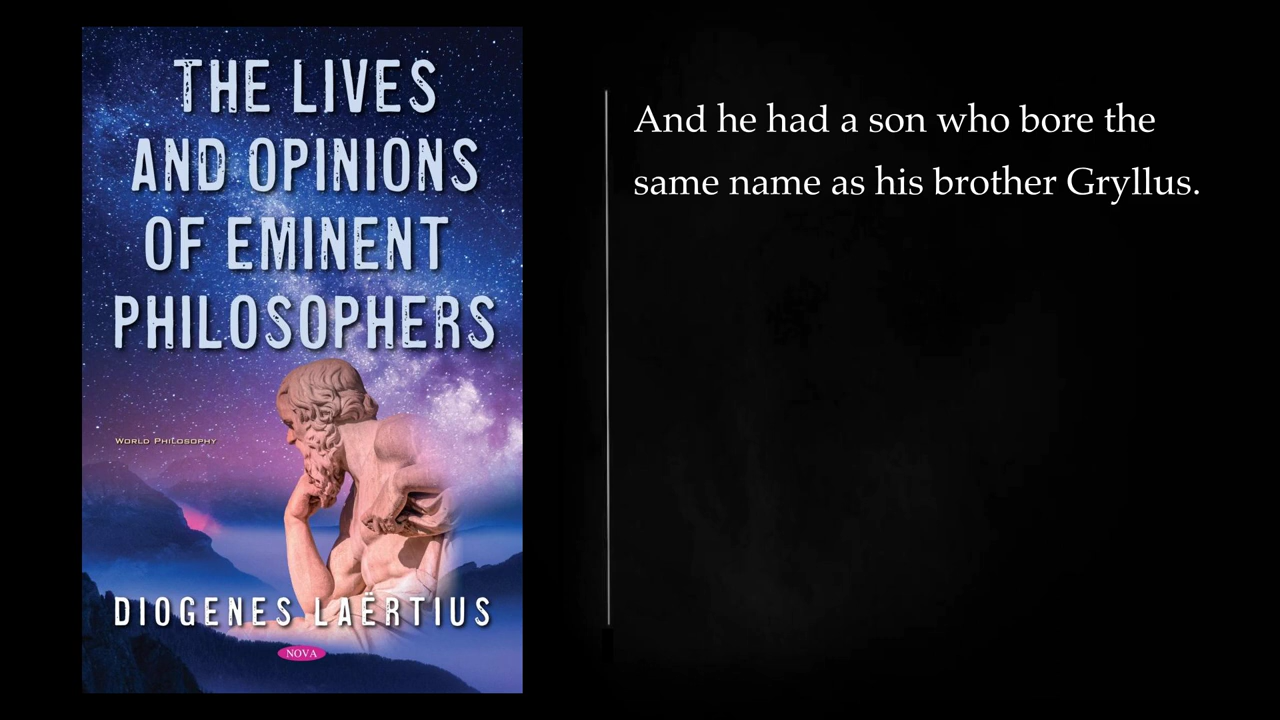 THE LIVES
AND OPINIONS
OF EMINENT
PHILOSOPHERS
WORLD PHILOSOPHY
DIOGENES LAËRTIUS
NOVA
And he had a son who bore the
same name as his brother Gryllus.